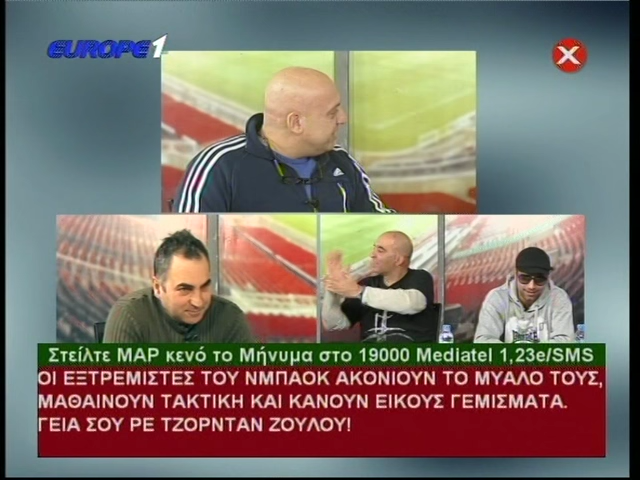 EUROPE1
Στείλτε ΜΑΡ κενό το Μήνυμα στο 19000 Mediatel 1,23e/SMS
ΟΙ ΕΞΤΡΕΜΙΣΤΕΣ ΤΟΥ ΝΜΠΑΟΚ ΑΚΟΝΙΟΥΝ ΤΟ ΜΥΑΛΟ ΤΟΥΣ,
ΜΑΘΑΙΝΟΥΝ ΤΑΚΤΙΚΗ ΚΑΙ ΚΑΝΟΥΝ ΕΙΚΟΥΣ ΓΕΜΙΣΜΑΤΑ.
ΓΕΙΑ ΣΟΥ ΡΕ ΤΖΟΡΝΤΑΝ ΖΟΥΛΟΥ!